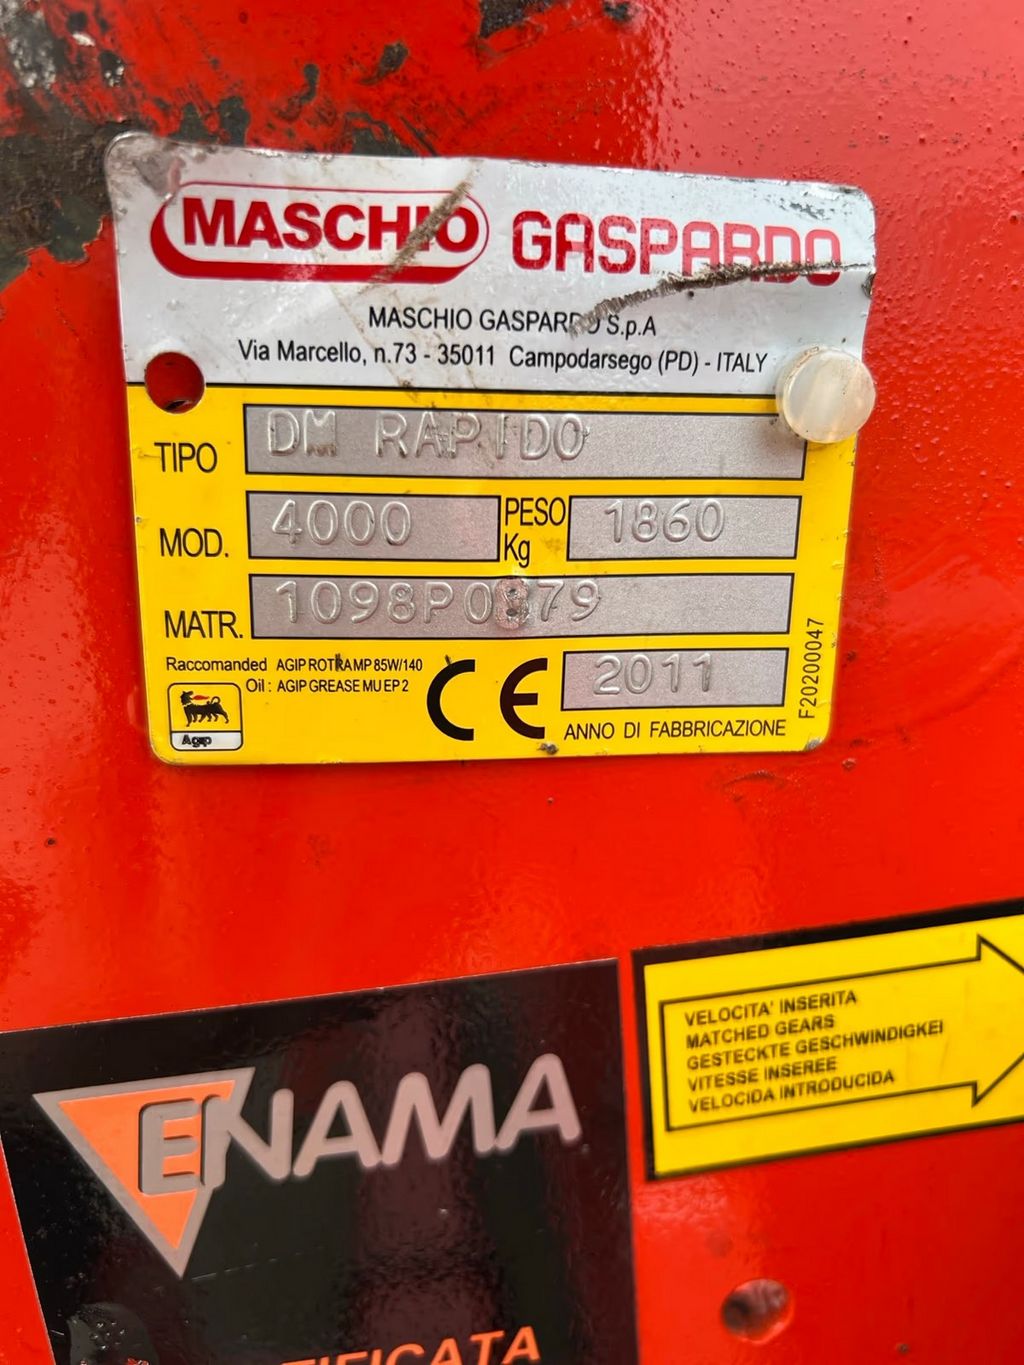 MASCHIO GASPARDO
MASCHIO GASPARDO S.p.A
Via Marcello, n.73 - 35011 Campodarsego (PD) - ITALY
TIPO DM RAPIDO
MOD. 4000 PESO Kg 1860
MATR.
Raccomanded AGIP ROTRA MP 85W/140
Oil : AGIP GREASE MU EP 2
Agip
CE
2011
ANNO DI FABBRICAZIONE
F20200047
VELOCITA' INSERITA
MATCHED GEARS
GESTECKTE GESCHWINDIGKEI
VITESSE INSEREE
VELOCIDA INTRODUCIDA
ENAMA